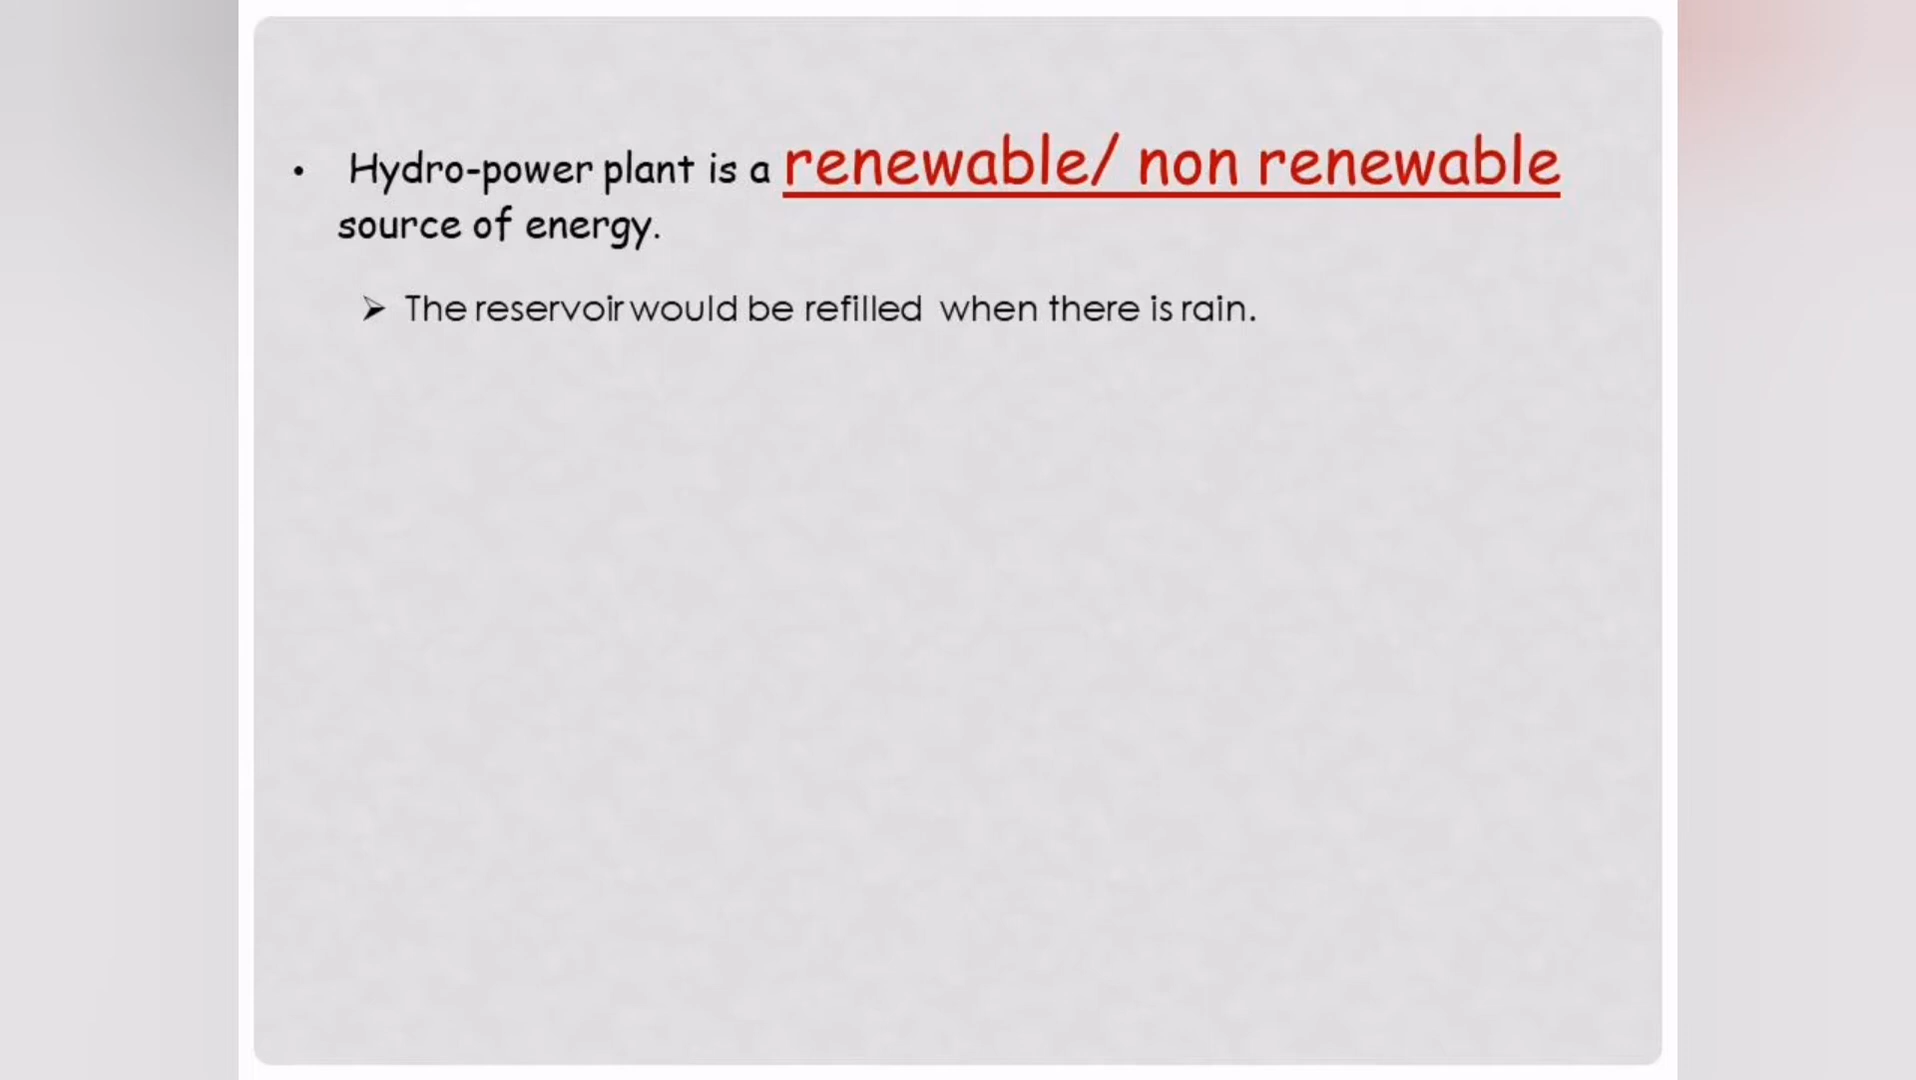 • Hydro-power plant is a renewable/ non renewable
source of energy.
➢ The reservoir would be refilled when there is rain.